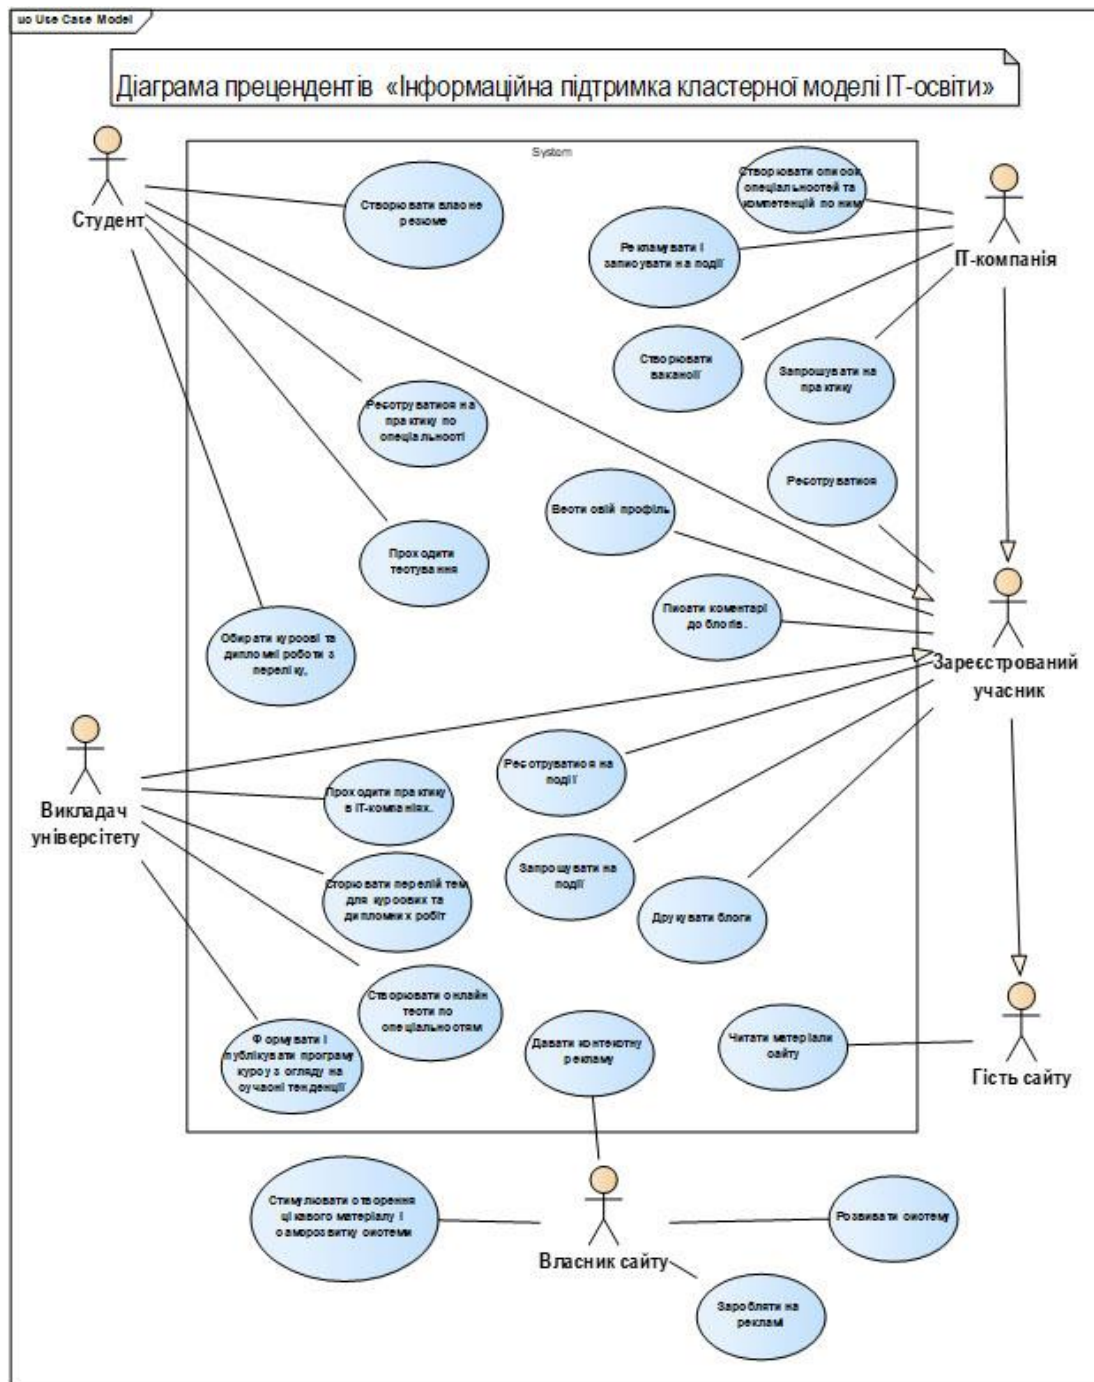 uc Use Case Model
Діаграма прецендентів «Інформаційна підтримка кластерної моделі ІТ-освіти»
System
Студент
Створювати власне
резюме
Створювати список
спеціальностей та
компетенцій по ним
Рекламувати і
записувати на події
ІТ-компанія
Створювати
вакансії
Запрошувати на
практику
Реєструватися на
практику по
спеціальності
Реєструватися
Вести свій профіль
Проходити
тестування
Писати коментарі
до блогів.
Обирати курсові та
дипломні роботи з
переліку,
Зареєстрований
учасник
Викладач
універсітету
Реєструватися на
події
Проходити практику
в ІТ-компаніях.
Запрошувати на
події
Сторювати перелій тем
для курсових та
дипломних робіт
Друкувати блоги
Створювати онлайн
тести по
спеціальностям
Формувати і
публікувати програму
курсу з огляду на
сучасні тенденції
Давати контекстну
рекламу
Читати матеріали
сайту
Гість сайту
Стимулювати створення
цікавого матеріалу і
саморозвитку системи
Власник сайту
Розвивати систему
Заробляти на
рекламі